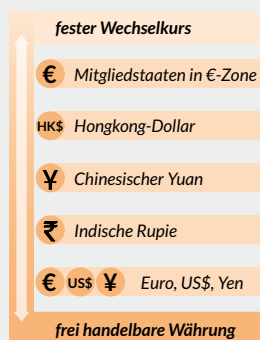 fester Wechselkurs
€ Mitgliedstaaten in €-Zone
HK$ Hongkong-Dollar
¥ Chinesischer Yuan
₹ Indische Rupie
€ US$ ¥ Euro, US$, Yen
frei handelbare Währung